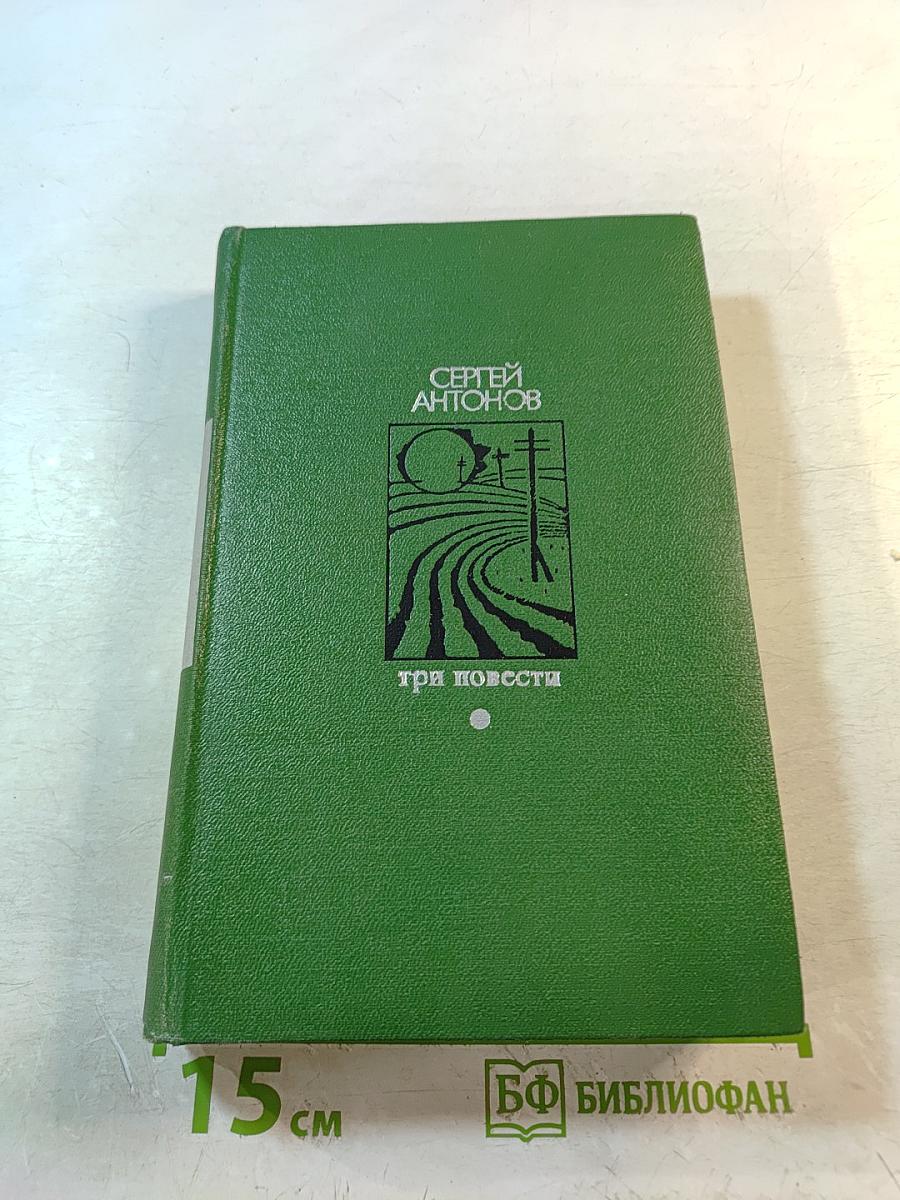 СЕРГЕЙ
АНТОНОВ
три повести
15 см
БФ БИБЛИОФАН